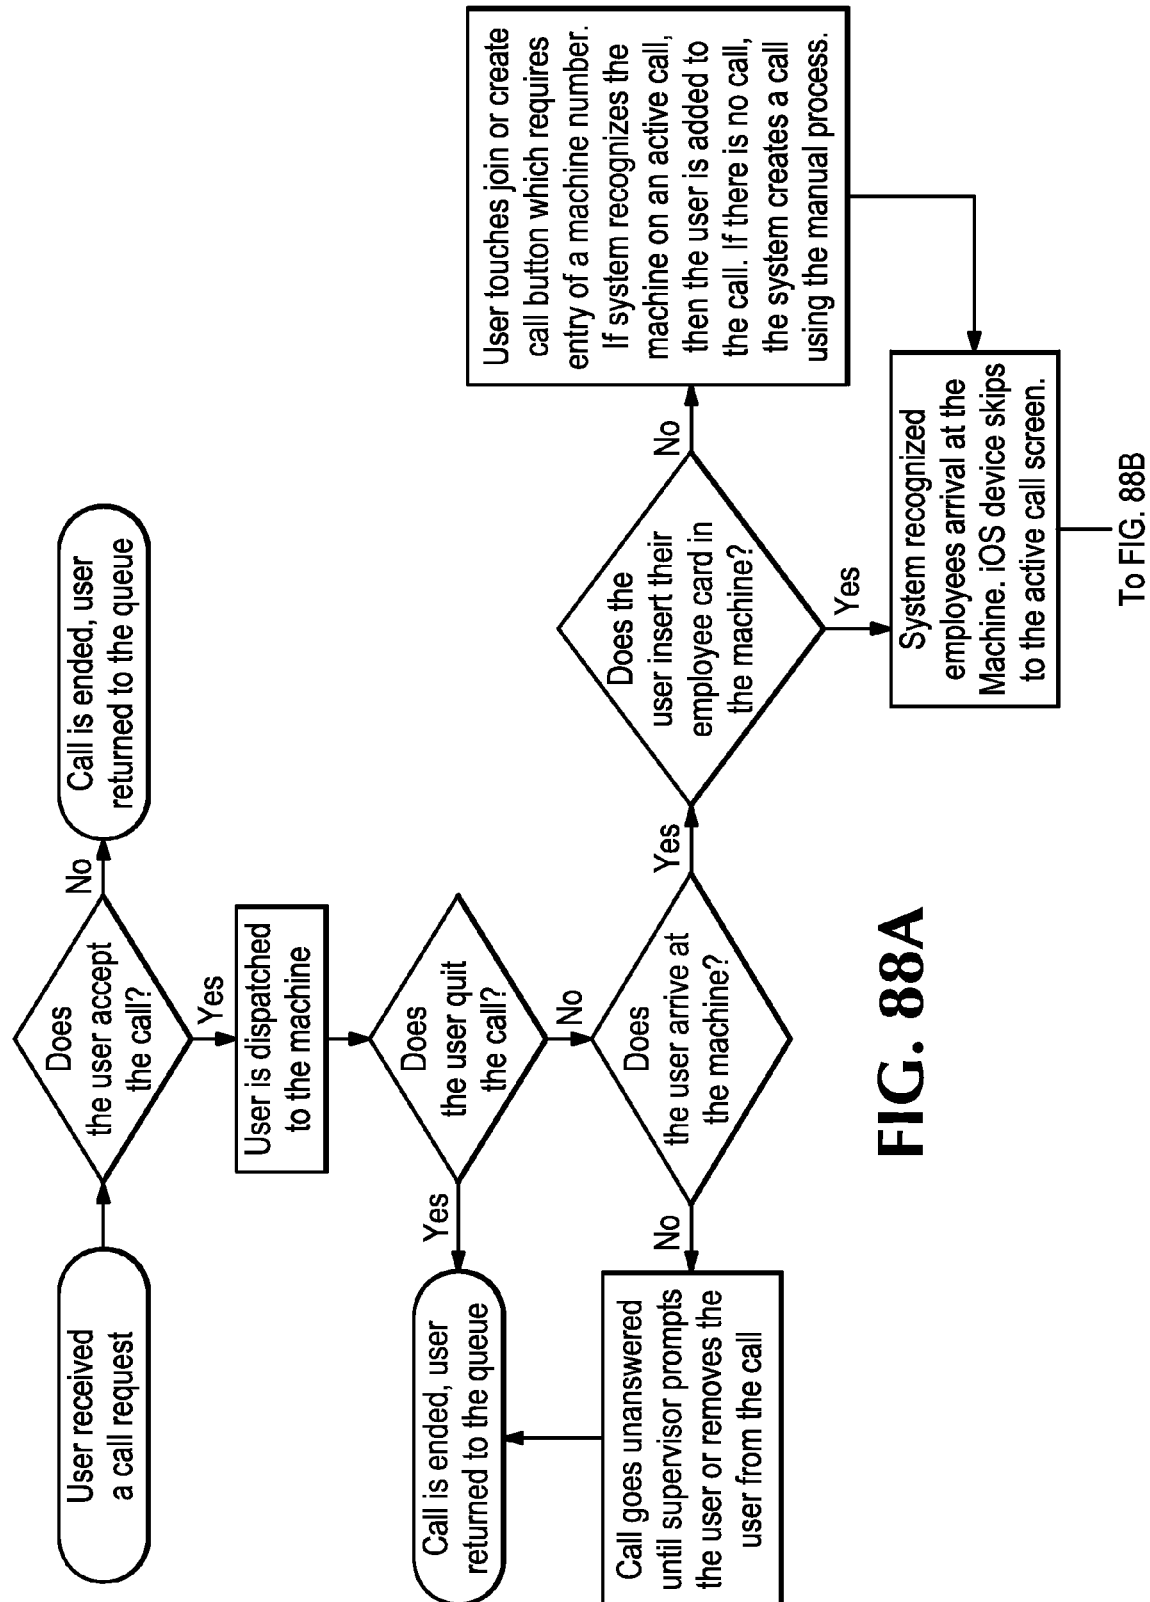 User received
a call request
Does
the user accept
the call?
No
Call is ended, user
returned to the queue
Yes
User is dispatched
to the machine
Does
the user quit
the call?
Yes
Call is ended, user
returned to the queue
No
Does
the user arrive at
the machine?
No
Call goes unanswered
until supervisor prompts
the user or removes the
user from the call
Yes
Does the
user insert their
employee card in
the machine?
No
User touches join or create
call button which requires
entry of a machine number.
If system recognizes the
machine on an active call,
then the user is added to
the call. If there is no call,
the system creates a call
using the manual process.
Yes
System recognized
employees arrival at the
Machine. iOS device skips
to the active call screen.
To FIG. 88B
FIG. 88A